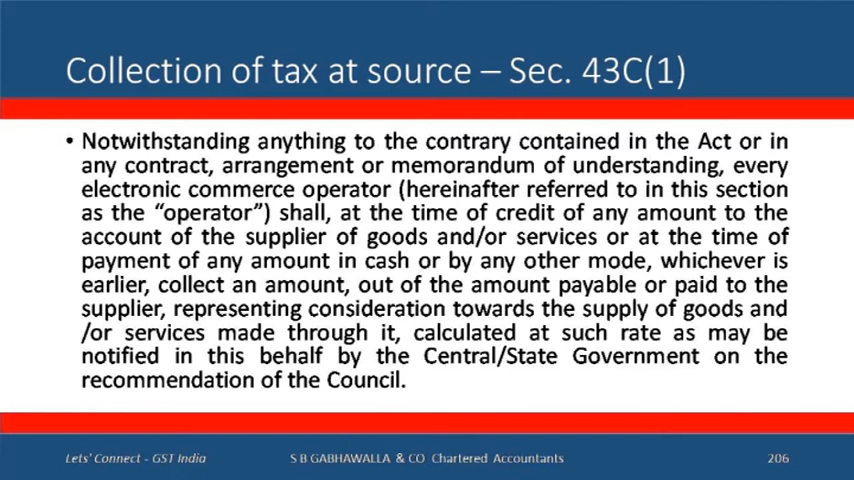 Collection of tax at source – Sec. 43C(1)
• Notwithstanding anything to the contrary contained in the Act or in
any contract, arrangement or memorandum of understanding, every
electronic commerce operator (hereinafter referred to in this section
as the “operator”) shall, at the time of credit of any amount to the
account of the supplier of goods and/or services or at the time of
payment of any amount in cash or by any other mode, whichever is
earlier, collect an amount, out of the amount payable or paid to the
supplier, representing consideration towards the supply of goods and
/or services made through it, calculated at such rate as may be
notified in this behalf by the Central/State Government on the
recommendation of the Council.
Lets' Connect - GST India
S B GABHAWALLA & CO Chartered Accountants
206